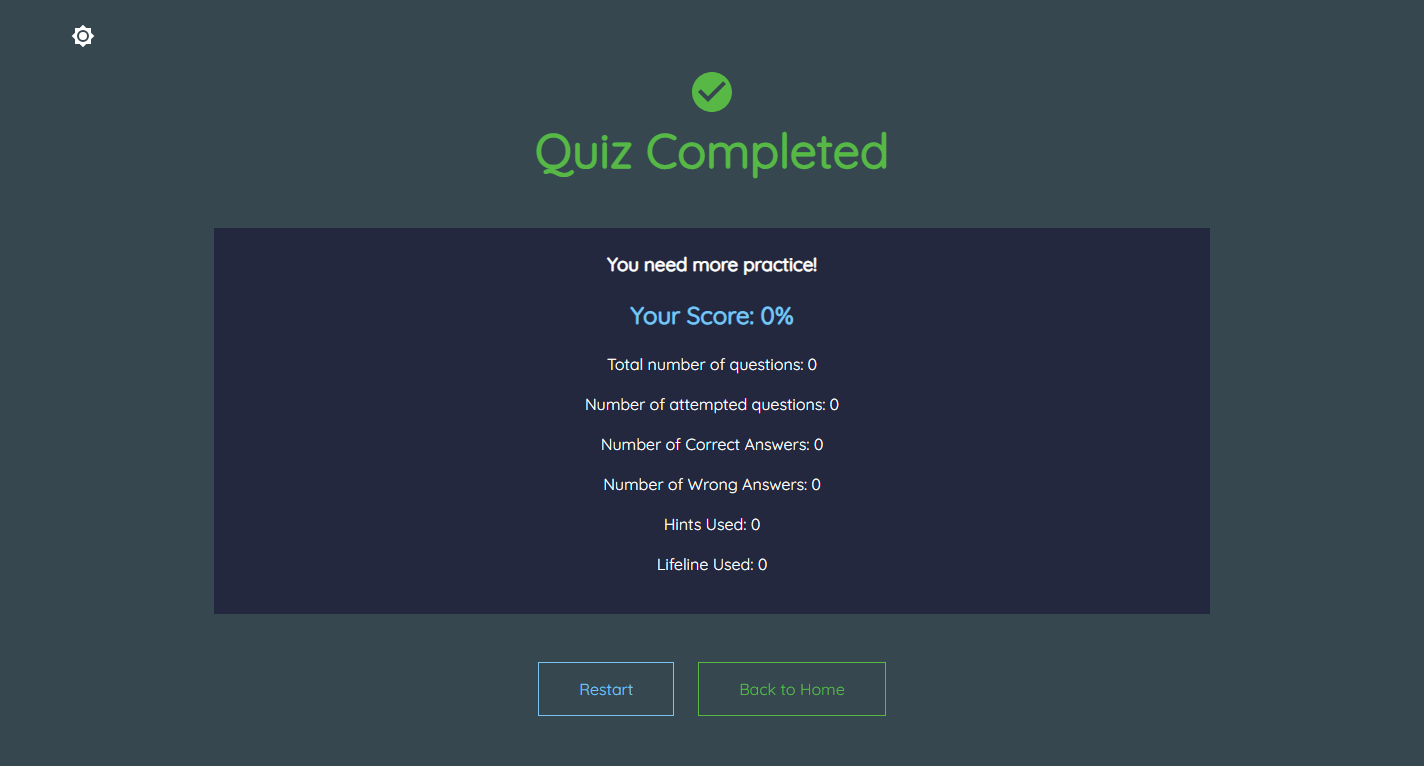 Quiz Completed
You need more practice!
Your Score: 0%
Total number of questions: 0
Number of attempted questions: 0
Number of Correct Answers: 0
Number of Wrong Answers: 0
Hints Used: 0
Lifeline Used: 0
Restart
Back to Home